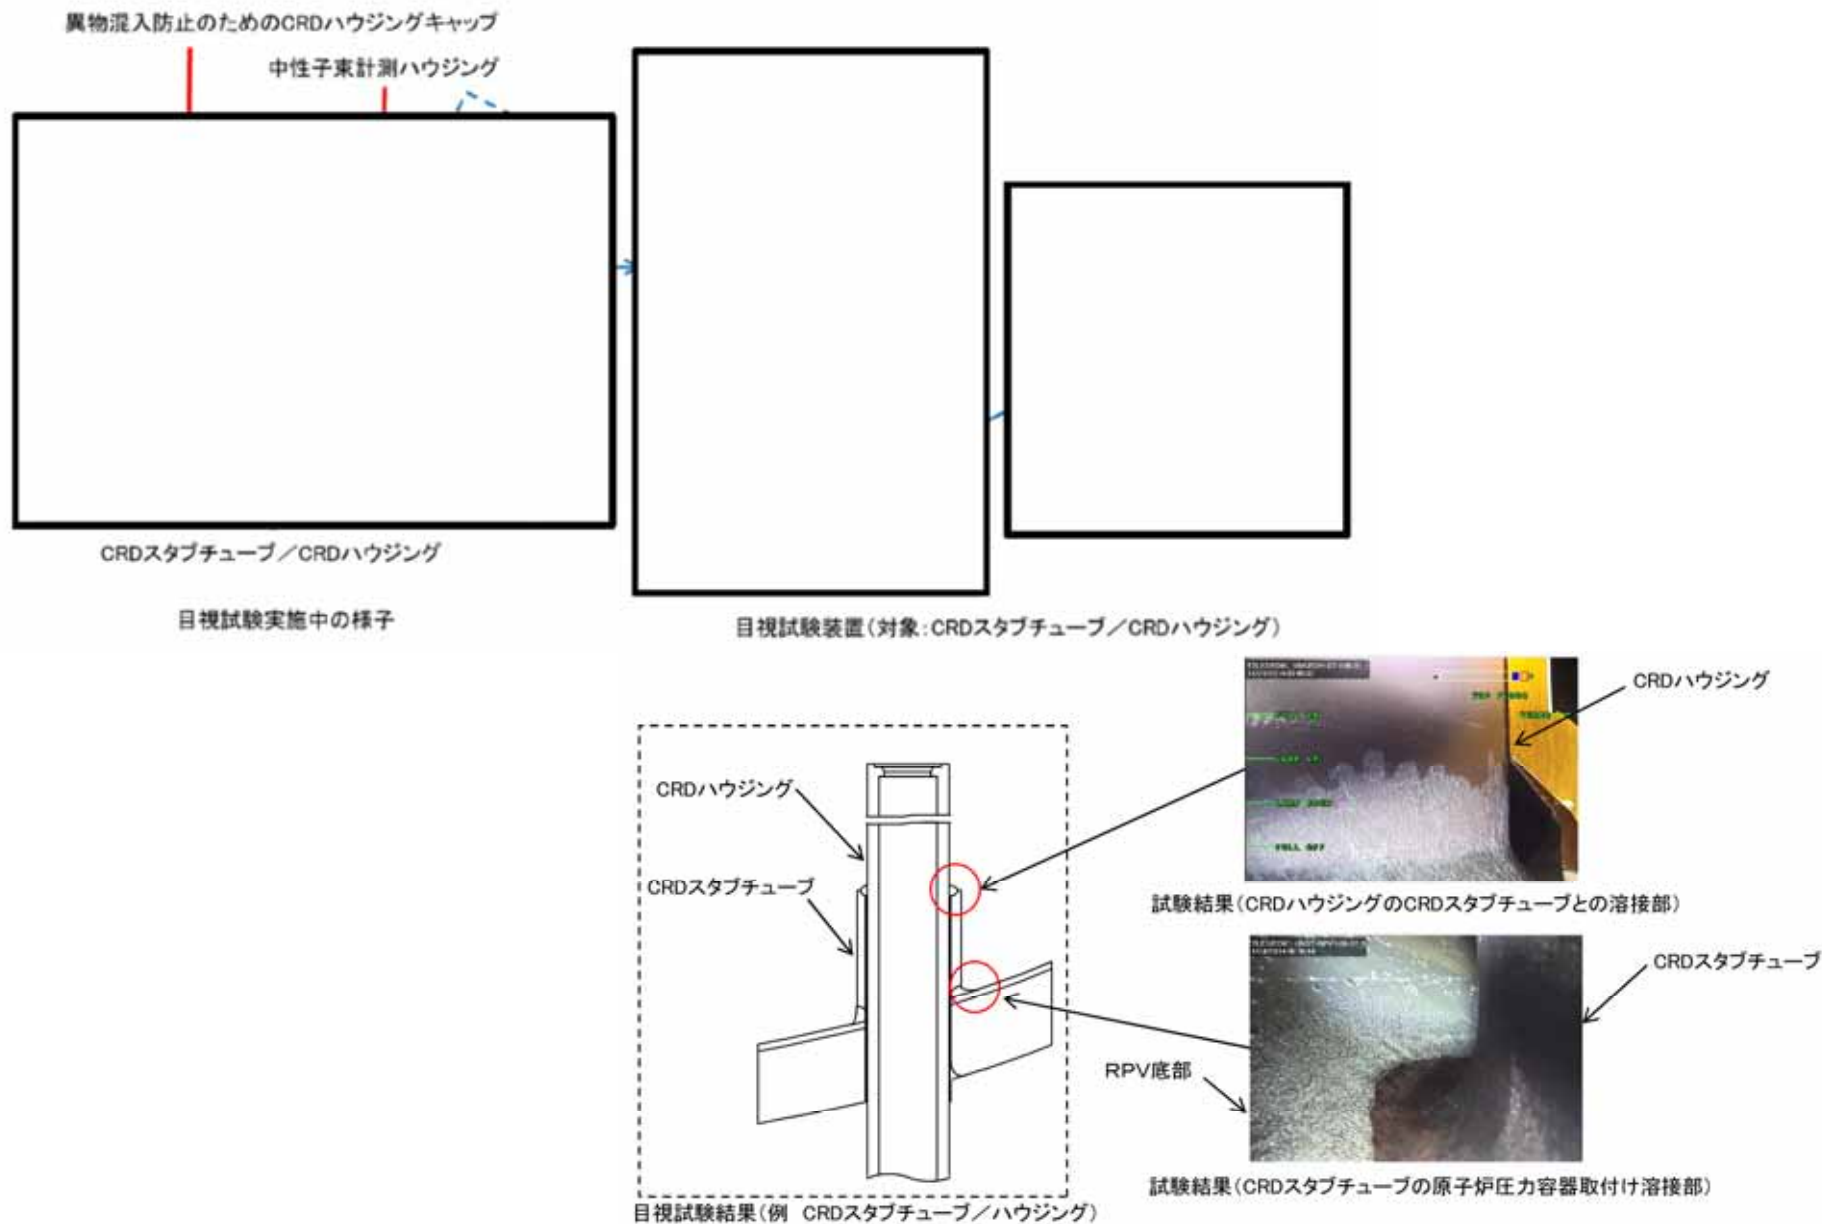 異物混入防止のためのCRDハウジングキャップ
中性子束計測ハウジング
CRDスタブチューブ／CRDハウジング
目視試験実施中の様子
目視試験装置(対象:CRDスタブチューブ／CRDハウジング)
CRDハウジング
CRDハウジング
CRDスタブチューブ
FULL OFF
試験結果(CRDハウジングのCRDスタブチューブとの溶接部)
CRDスタブチューブ
RPV底部
試験結果(CRDスタブチューブの原子炉圧力容器取付け溶接部)
目視試験結果(例 CRDスタブチューブ／ハウジング)